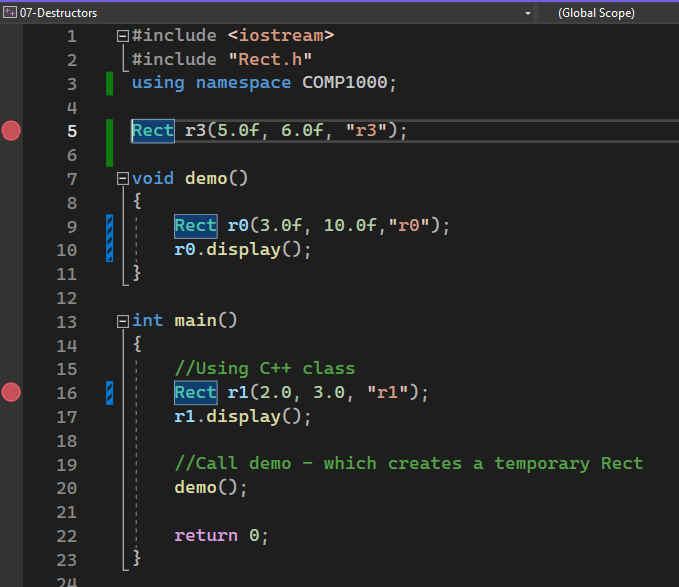 07-Destructors (Global Scope)
1 #include <iostream>
2 #include "Rect.h"
3 using namespace COMP1000;
4
5 Rect r3(5.0f, 6.0f, "r3");
6
7 void demo()
8 {
9 Rect r0(3.0f, 10.0f,"r0");
10 r0.display();
11 }
12
13 int main()
14 {
15 //Using C++ class
16 Rect r1(2.0, 3.0, "r1");
17 r1.display();
18
19 //Call demo - which creates a temporary Rect
20 demo();
21
22 return 0;
23 }
24